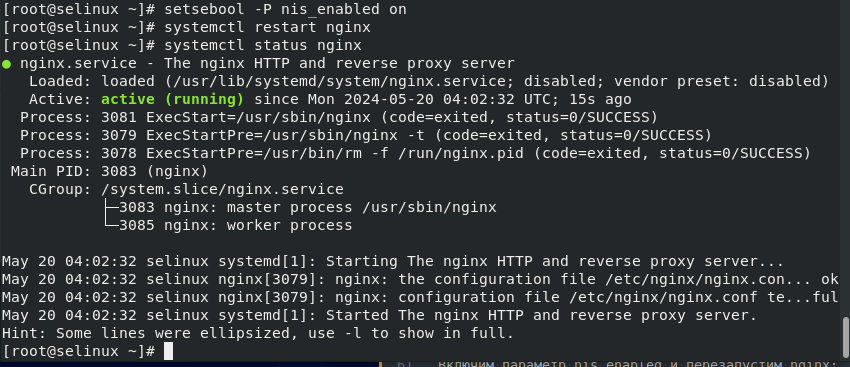 [root@selinux ~]# setsebool -P nis_enabled on
[root@selinux ~]# systemctl restart nginx
[root@selinux ~]# systemctl status nginx
● nginx.service - The nginx HTTP and reverse proxy server
   Loaded: loaded (/usr/lib/systemd/system/nginx.service; disabled; vendor preset: disabled)
   Active: active (running) since Mon 2024-05-20 04:02:32 UTC; 15s ago
  Process: 3081 ExecStart=/usr/sbin/nginx (code=exited, status=0/SUCCESS)
  Process: 3079 ExecStartPre=/usr/sbin/nginx -t (code=exited, status=0/SUCCESS)
  Process: 3078 ExecStartPre=/usr/bin/rm -f /run/nginx.pid (code=exited, status=0/SUCCESS)
 Main PID: 3083 (nginx)
   CGroup: /system.slice/nginx.service
           ├─3083 nginx: master process /usr/sbin/nginx
           └─3085 nginx: worker process
May 20 04:02:32 selinux systemd[1]: Starting The nginx HTTP and reverse proxy server...
May 20 04:02:32 selinux nginx[3079]: nginx: the configuration file /etc/nginx/nginx.con... ok
May 20 04:02:32 selinux nginx[3079]: nginx: configuration file /etc/nginx/nginx.conf te...ful
May 20 04:02:32 selinux systemd[1]: Started The nginx HTTP and reverse proxy server.
Hint: Some lines were ellipsized, use -l to show in full.
[root@selinux ~]#
61 Включим параметр nis_enabled и перезапустим nginx: